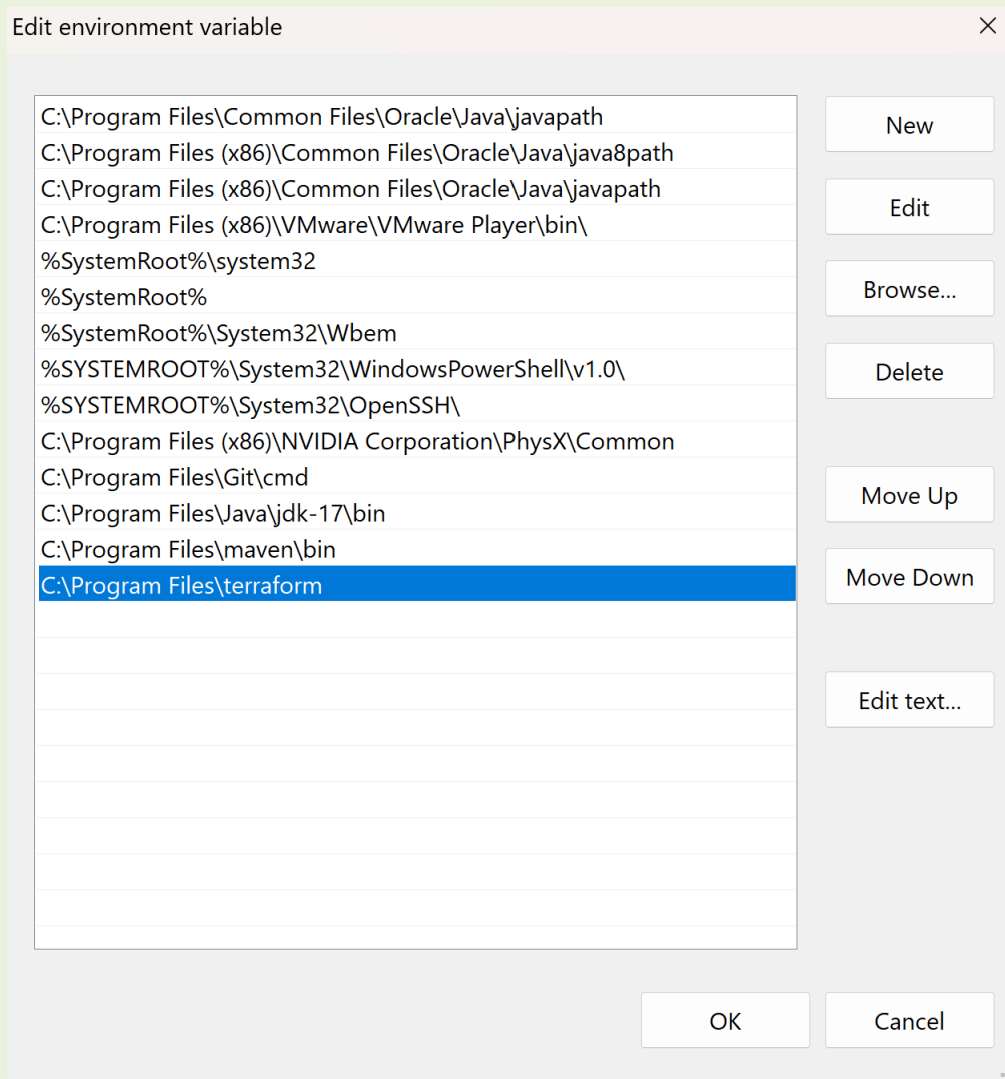 Edit environment variable
C:\Program Files\Common Files\Oracle\Java\javapath
C:\Program Files (x86)\Common Files\Oracle\Java\java8path
C:\Program Files (x86)\Common Files\Oracle\Java\javapath
C:\Program Files (x86)\VMware\VMware Player\bin\
%SystemRoot%\system32
%SystemRoot%
%SystemRoot%\System32\Wbem
%SYSTEMROOT%\System32\WindowsPowerShell\v1.0\
%SYSTEMROOT%\System32\OpenSSH\
C:\Program Files (x86)\NVIDIA Corporation\PhysX\Common
C:\Program Files\Git\cmd
C:\Program Files\Java\jdk-17\bin
C:\Program Files\maven\bin
C:\Program Files\terraform
New
Edit
Browse...
Delete
Move Up
Move Down
Edit text...
OK
Cancel